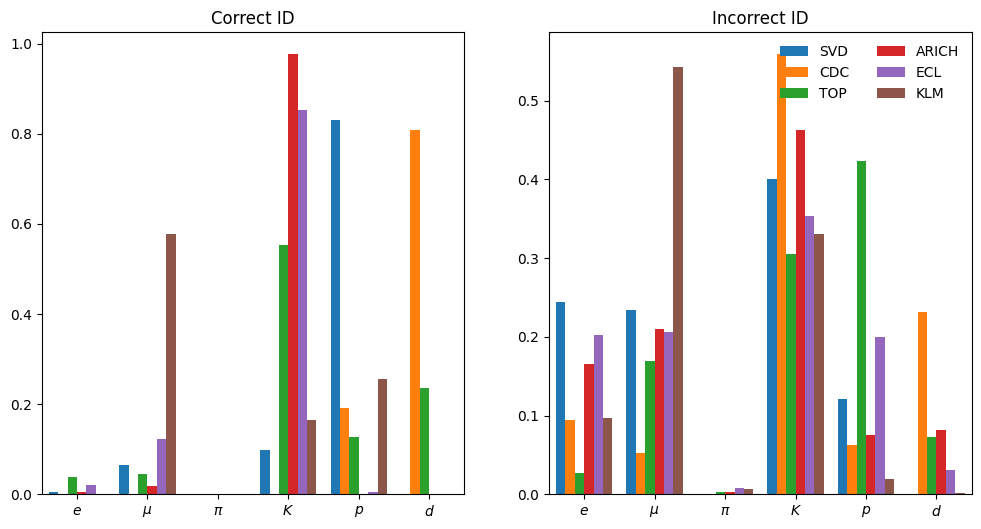 Correct ID
1.0
0.8
0.6
0.4
0.2
0.0
e μ π K p d
Incorrect ID
SVD
CDC
TOP
ARICH
ECL
KLM
0.5
0.4
0.3
0.2
0.1
0.0
e μ π K p d